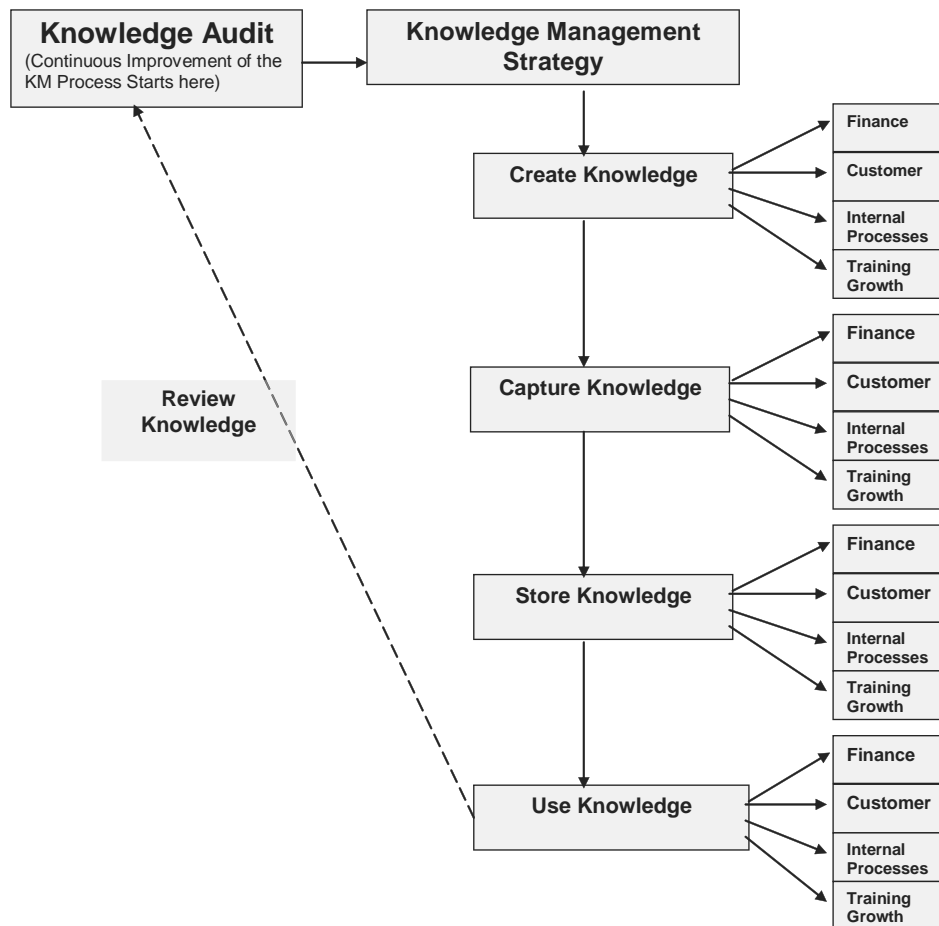 Knowledge Audit
(Continuous Improvement of the
KM Process Starts here)
Knowledge Management
Strategy
Create Knowledge
Finance
Customer
Internal
Processes
Training
Growth
Capture Knowledge
Finance
Customer
Internal
Processes
Training
Growth
Review
Knowledge
Store Knowledge
Finance
Customer
Internal
Processes
Training
Growth
Use Knowledge
Finance
Customer
Internal
Processes
Training
Growth